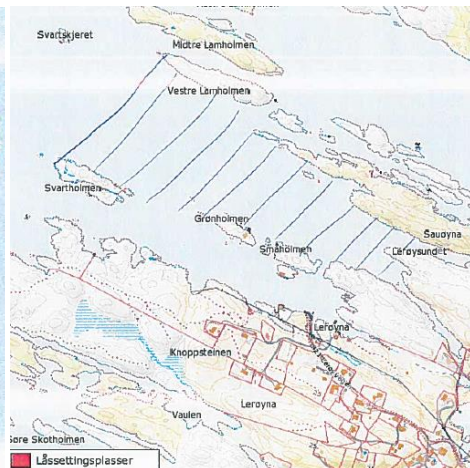 Svartskjeret
Midtre Lamholmen
Vestre Lamholmen
Svartholmen
Grønholmen
Småholmen
Sauøyna
Lerøysundet
Lerøyna
Knoppsteinen
Lerøyna
Vaulen
Søre Skotholmen
Låssettingsplasser